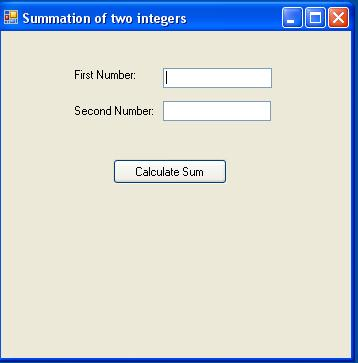 Summation of two integers
First Number:
Second Number:
Calculate Sum